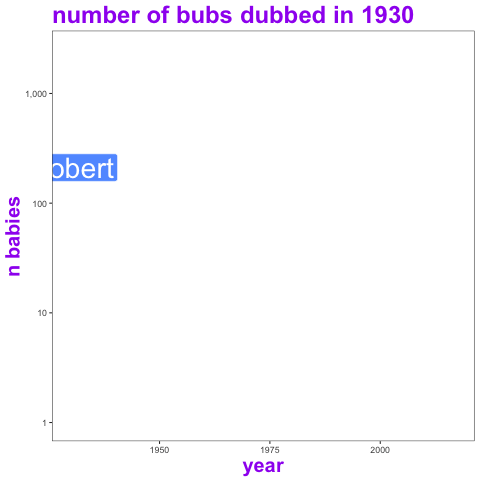 number of bubs dubbed in 1930
1,000
obert
100
n babies
10
1
1950 1975 2000
year